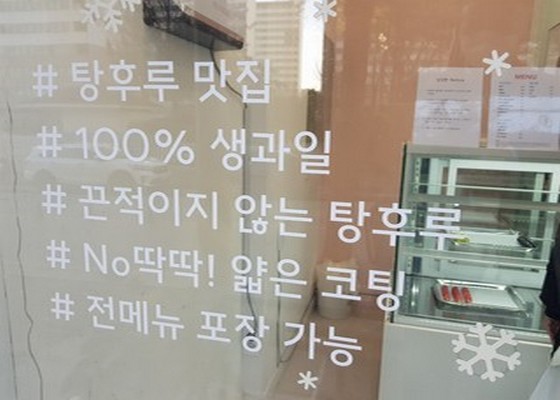 # 탕후루 맛집
# 100% 생과일
# 끈적이지 않는 탕후루
# No딱딱! 얇은 코팅
# 전메뉴 포장 가능
MENU